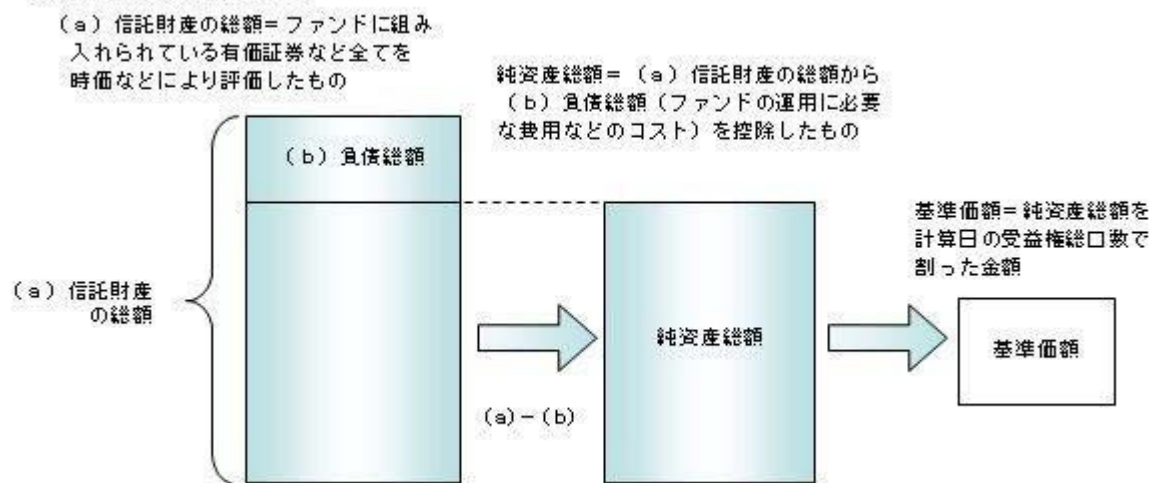 (a)信託財産の総額=ファンドに組み
入れられている有価証券など全てを
時価などにより評価したもの
純資産総額=(a)信託財産の総額から
(b)負債総額(ファンドの運用に必要
な費用などのコスト)を控除したもの
(b)負債総額
基準価額=純資産総額を
計算日の受益権総口数で
割った金額
(a)信託財産
の総額
純資産総額
基準価額
(a)-(b)